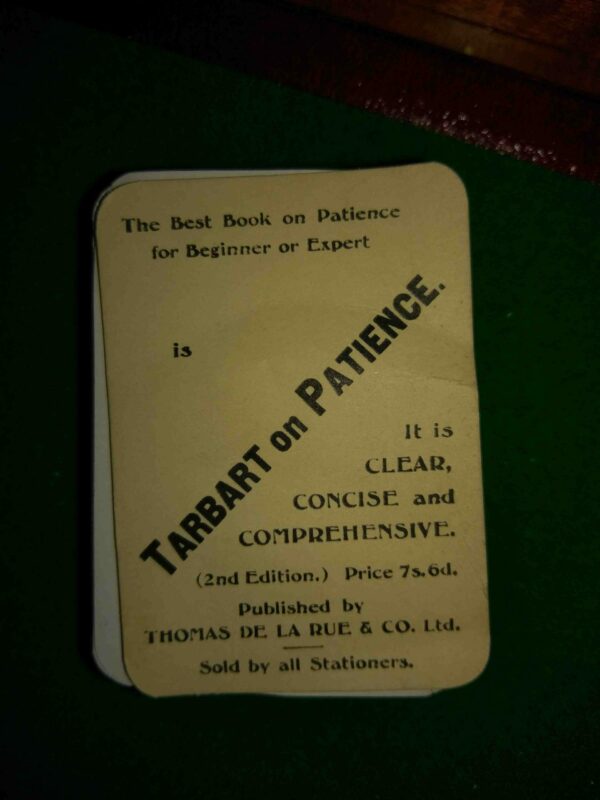 The Best Book on Patience
for Beginner or Expert
is
TARBART on PATIENCE.
It is
CLEAR,
CONCISE and
COMPREHENSIVE.
(2nd Edition.) Price 7s. 6d.
Published by
THOMAS DE LA RUE & CO. Ltd.
Sold by all Stationers.